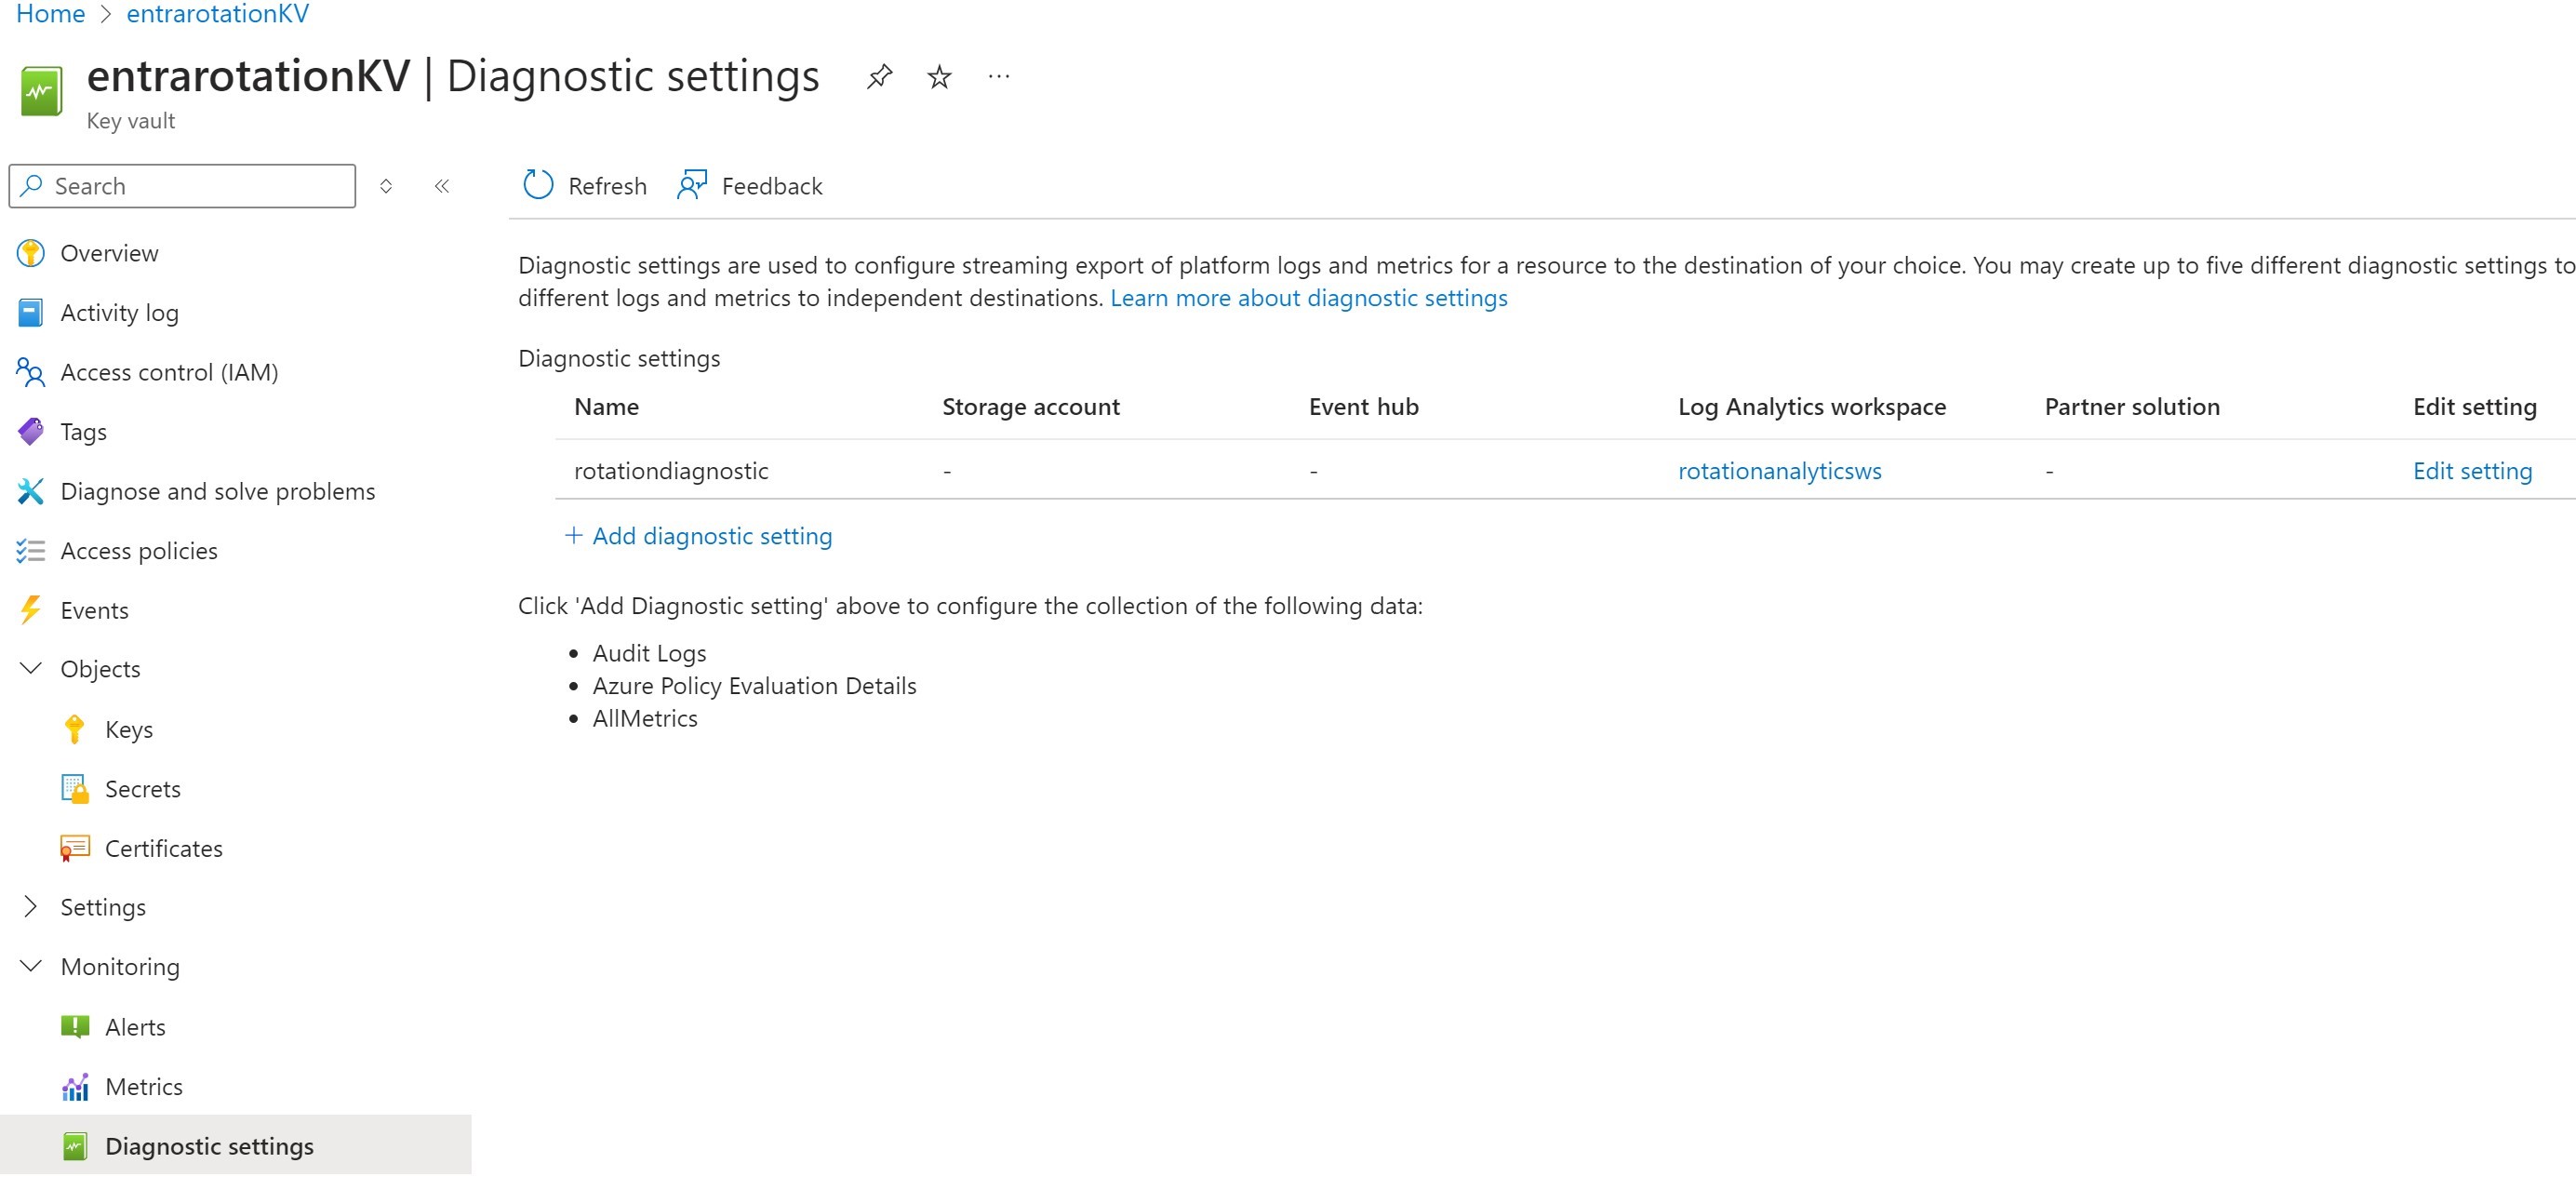 Home > entrarotationKV
entrarotationKV | Diagnostic settings
Key vault
Search
Refresh
Feedback
Overview
Activity log
Access control (IAM)
Tags
Diagnose and solve problems
Access policies
Events
Objects
Keys
Secrets
Certificates
Settings
Monitoring
Alerts
Metrics
Diagnostic settings
Diagnostic settings are used to configure streaming export of platform logs and metrics for a resource to the destination of your choice. You may create up to five different diagnostic settings to
different logs and metrics to independent destinations. Learn more about diagnostic settings
Diagnostic settings
Name Storage account Event hub Log Analytics workspace Partner solution Edit setting
rotationdiagnostic - - rotationanalyticsws - Edit setting
+ Add diagnostic setting
Click 'Add Diagnostic setting' above to configure the collection of the following data:
• Audit Logs
• Azure Policy Evaluation Details
• AllMetrics